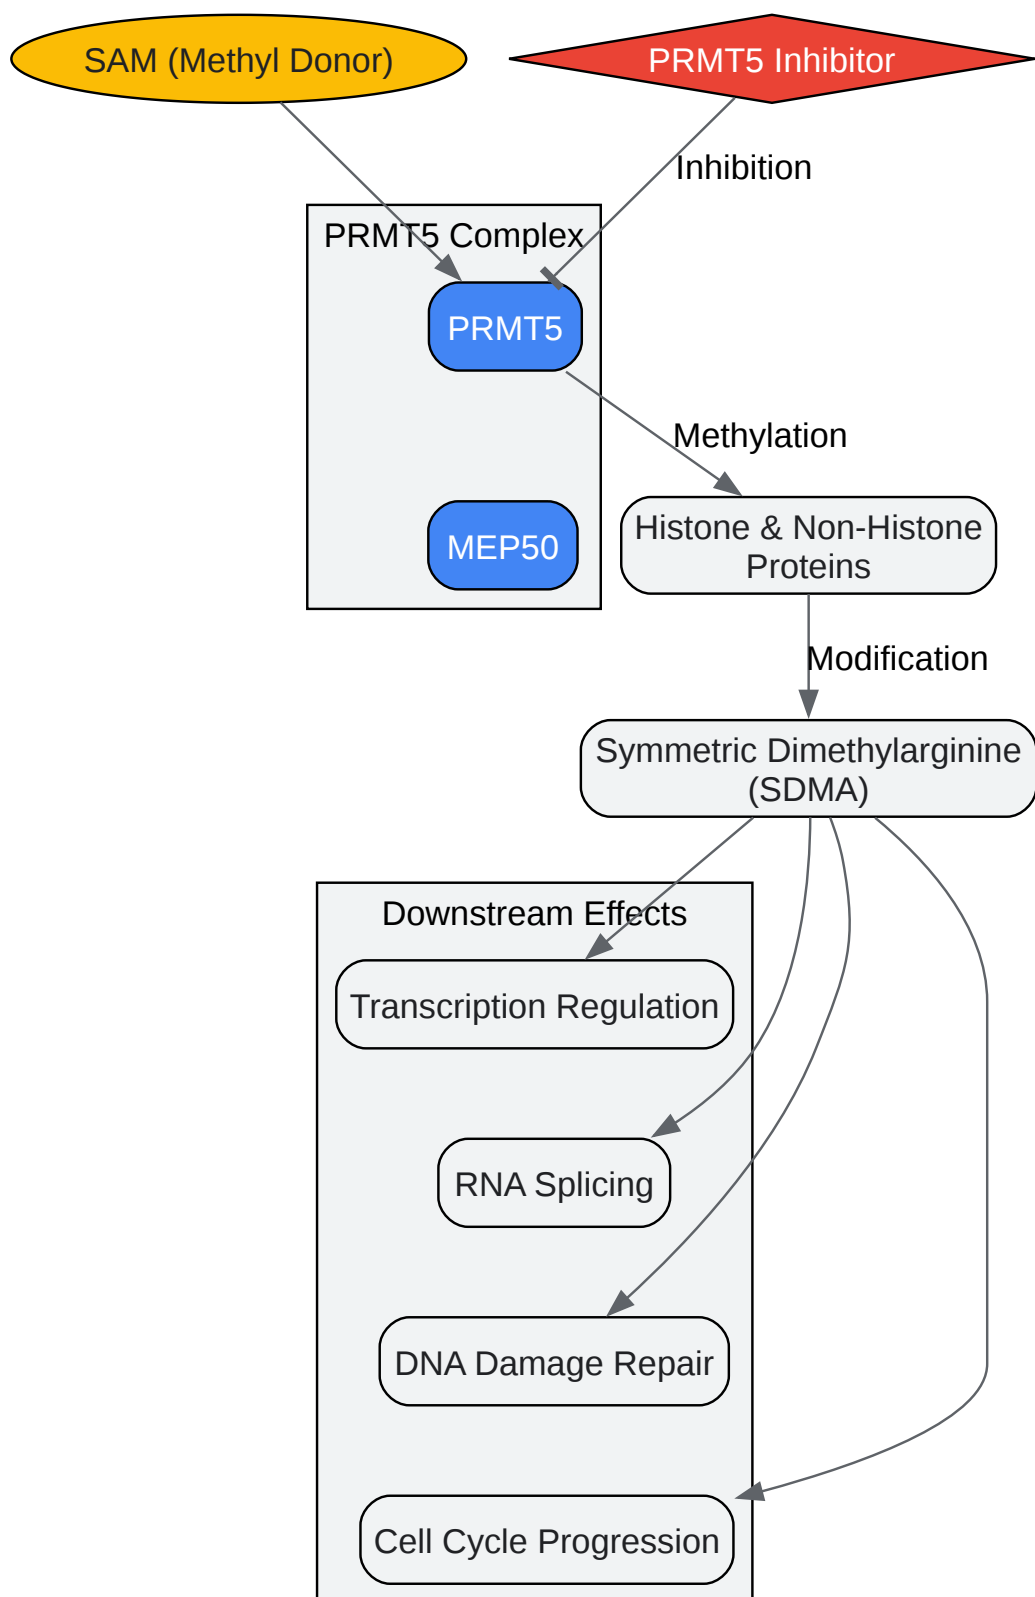 SAM (Methyl Donor)
PRMT5 Inhibitor
Inhibition
PRMT5 Complex
PRMT5
Methylation
MEP50
Histone & Non-Histone
Proteins
Modification
Symmetric Dimethylarginine
(SDMA)
Downstream Effects
Transcription Regulation
RNA Splicing
DNA Damage Repair
Cell Cycle Progression